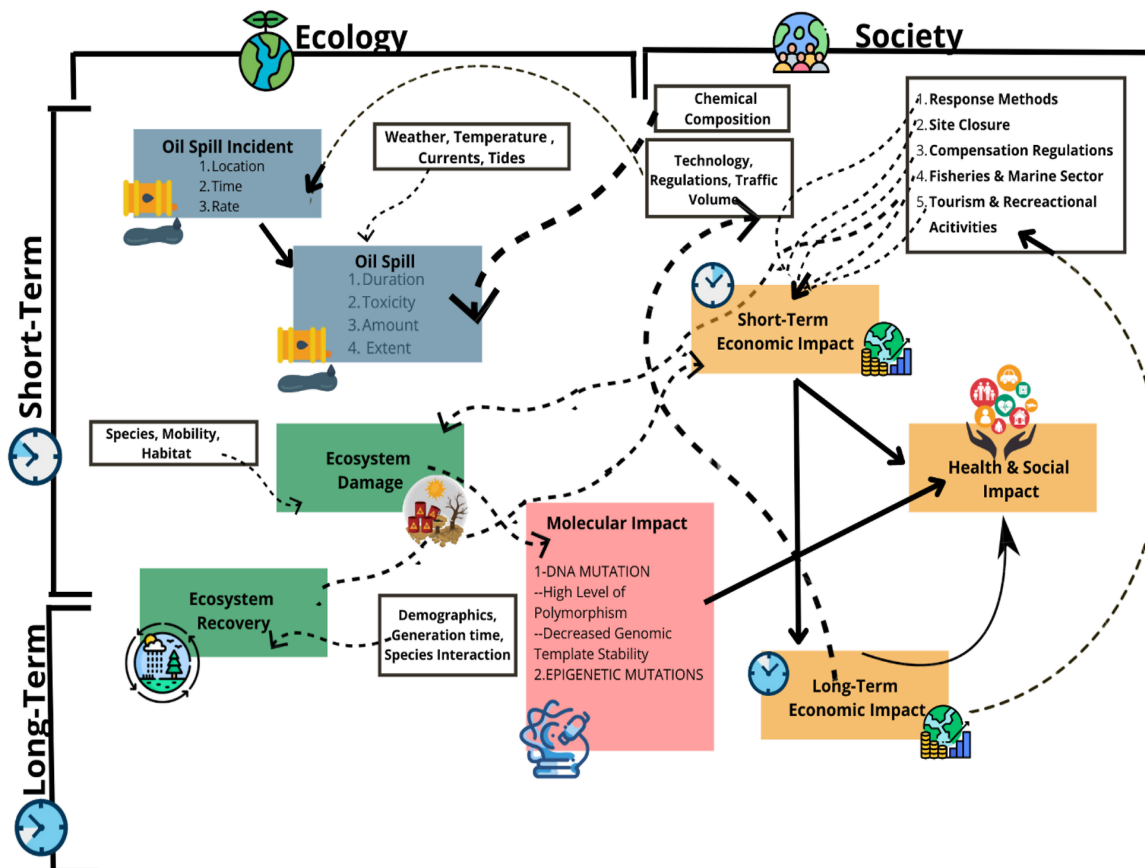 Ecology
Society
Short-Term
Long-Term
Oil Spill Incident
1.Location
2.Time
3.Rate
Weather, Temperature ,
Currents, Tides
Chemical
Composition
Technology,
Regulations, Traffic
Volume
1. Response Methods
2. Site Closure
3. Compensation Regulations
4. Fisheries & Marine Sector
5. Tourism & Recreactional
Acitivities
Oil Spill
1.Duration
2.Toxicity
3.Amount
4. Extent
Short-Term
Economic Impact
Species, Mobility,
Habitat
Ecosystem
Damage
Health & Social
Impact
Molecular Impact
1-DNA MUTATION
--High Level of
Polymorphism
--Decreased Genomic
Template Stability
2.EPIGENETIC MUTATIONS
Ecosystem
Recovery
Demographics,
Generation time,
Species Interaction
Long-Term
Economic Impact